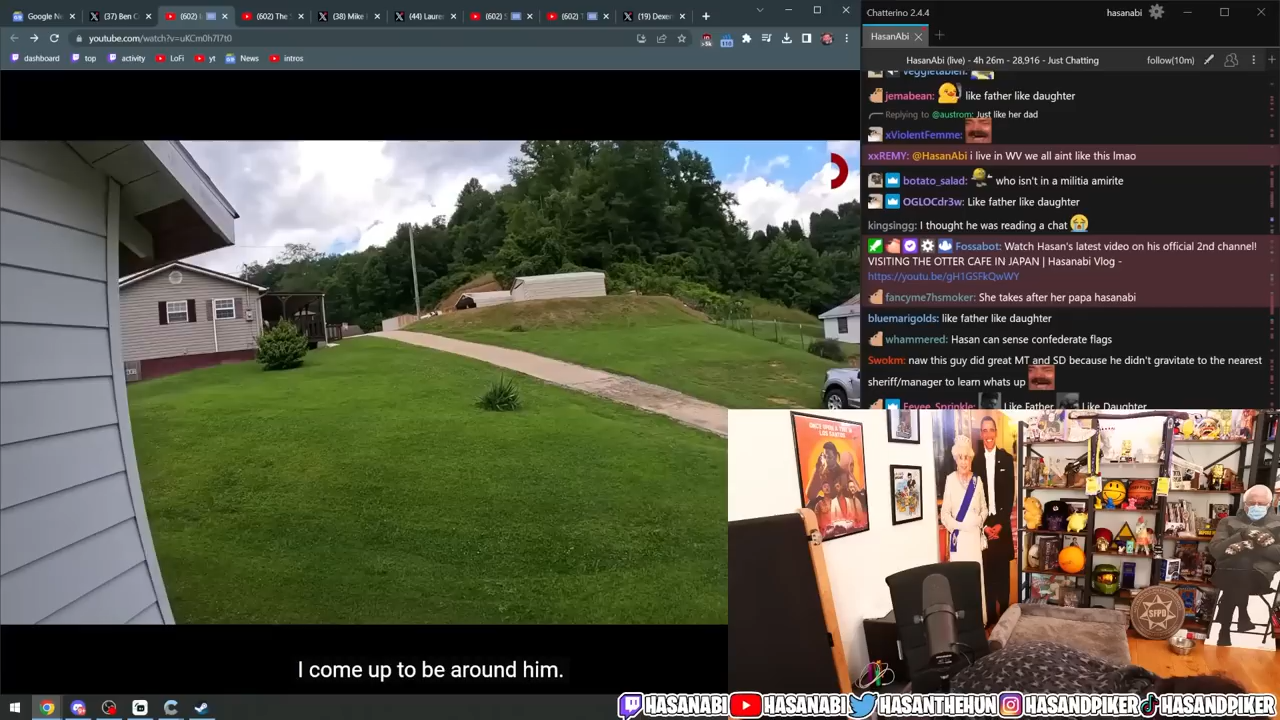 Google Ne
(37) Ben C
(602)
(602) The
(38) Mike
(44) Laure
(602)
(602)
(19) Dexer
youtube.com/watch?v=uKCm0h7I7t0
dashboard
top
activity
LoFi
yt
News
intros
I come up to be around him.
Chatterino 2.4.4
hasanabi
HasanAbi
HasanAbi (live) - 4h 26m - 28,916 - Just Chatting
follow(10m)
jemabean: like father like daughter
Replying to @austrom: Just like her dad
xViolentFemme:
xxREMY: @HasanAbi i live in WV we all aint like this lmao
botato_salad: who isn't in a militia amirite
OGLOCdr3w: Like father like daughter
kingsingg: I thought he was reading a chat
Fossabot: Watch Hasan's latest video on his official 2nd channel!
VISITING THE OTTER CAFE IN JAPAN | Hasanabi Vlog -
https://youtu.be/gH1GSFkQwWY
fancyme7hsmoker: She takes after her papa hasanabi
bluemarigolds: like father like daughter
whammered: Hasan can sense confederate flags
Swokm: naw this guy did great MT and SD because he didn't gravitate to the nearest
sheriff/manager to learn whats up
Like Father Like Daughter
SFPD
HASANABI HASANABI HASANTHEHUN HASANDPIKER HASANDPIKER